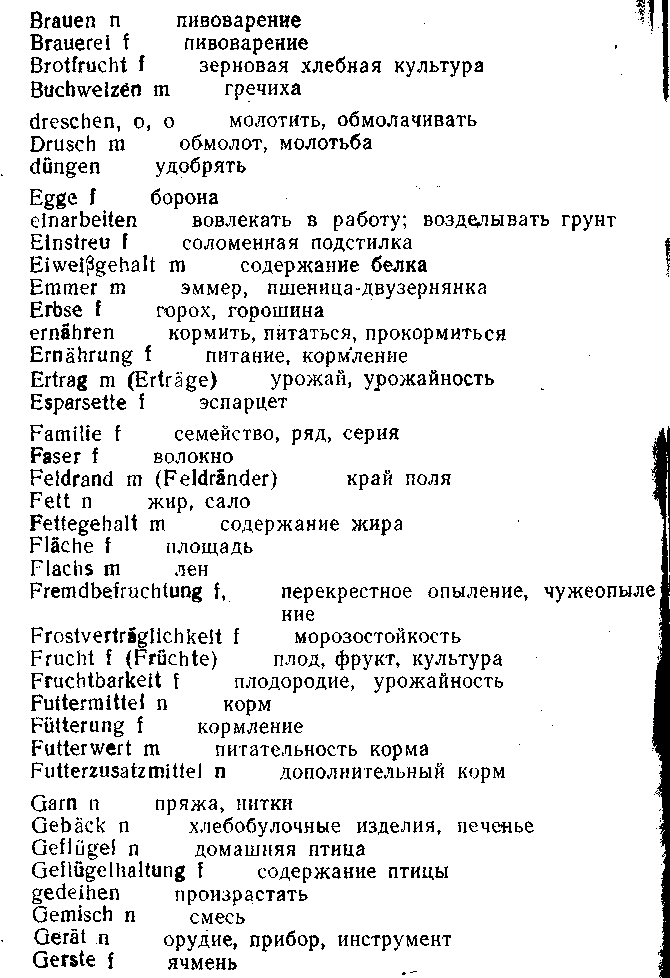 Brauen n пивоварение
Brauerei f пивоварение
Brotfrucht f зерновая хлебная культура
Buchweizen m гречиха
dreschen, o, o молотить, обмолачивать
Drusch m обмолот, молотьба
düngen удобрять
Egge f борона
einarbeiten вовлекать в работу; возделывать грунт
Einstreu f соломенная подстилка
Eiweißgehalt m содержание белка
Emmer m эммер, пшеница-двузернянка
Erbse f горох, горошина
ernähren кормить, питаться, прокормиться
Ernährung f питание, кормление
Ertrag m (Erträge) урожай, урожайность
Esparsette f эспарцет
Familie f семейство, ряд, серия
Faser f волокно
Feldrand m (Feldränder) край поля
Fett n жир, сало
Fettegehalt m содержание жира
Fläche f площадь
Flachs m лен
Fremdbefruchtung f, перекрестное опыление, чужеопыле
ние
Frostverträglichkeit f морозостойкость
Frucht f (Früchte) плод, фрукт, культура
Fruchtbarkeit f плодородие, урожайность
Futtermittel n корм
Fütterung f кормление
Futterwert m питательность корма
Futterzusatzmittel n дополнительный корм
Garn n пряжа, нитки
Gebäck n хлебобулочные изделия, печенье
Geflügel n домашняя птица
Geflügelhaltung f содержание птицы
gedeihen произрастать
Gemisch n смесь
Gerät n орудие, прибор, инструмент
Gerste f ячмень